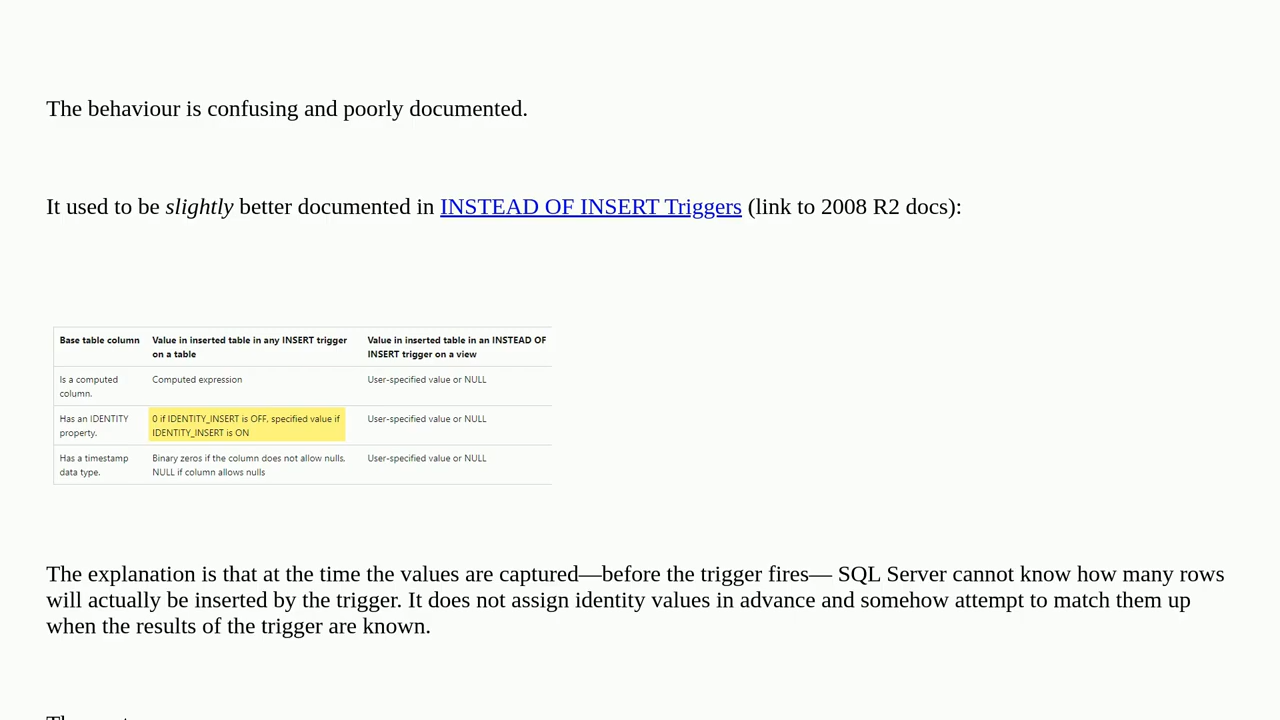 The behaviour is confusing and poorly documented.
It used to be slightly better documented in INSTEAD OF INSERT Triggers (link to 2008 R2 docs):
Base table column
Value in inserted table in any INSERT trigger
on a table
Value in inserted table in an INSTEAD OF
INSERT trigger on a view
Is a computed
column.
Computed expression
User-specified value or NULL
Has an IDENTITY
property.
0 if IDENTITY_INSERT is OFF, specified value if
IDENTITY_INSERT is ON
User-specified value or NULL
Has a timestamp
data type.
Binary zeros if the column does not allow nulls.
NULL if column allows nulls
User-specified value or NULL
The explanation is that at the time the values are captured—before the trigger fires— SQL Server cannot know how many rows
will actually be inserted by the trigger. It does not assign identity values in advance and somehow attempt to match them up
when the results of the trigger are known.